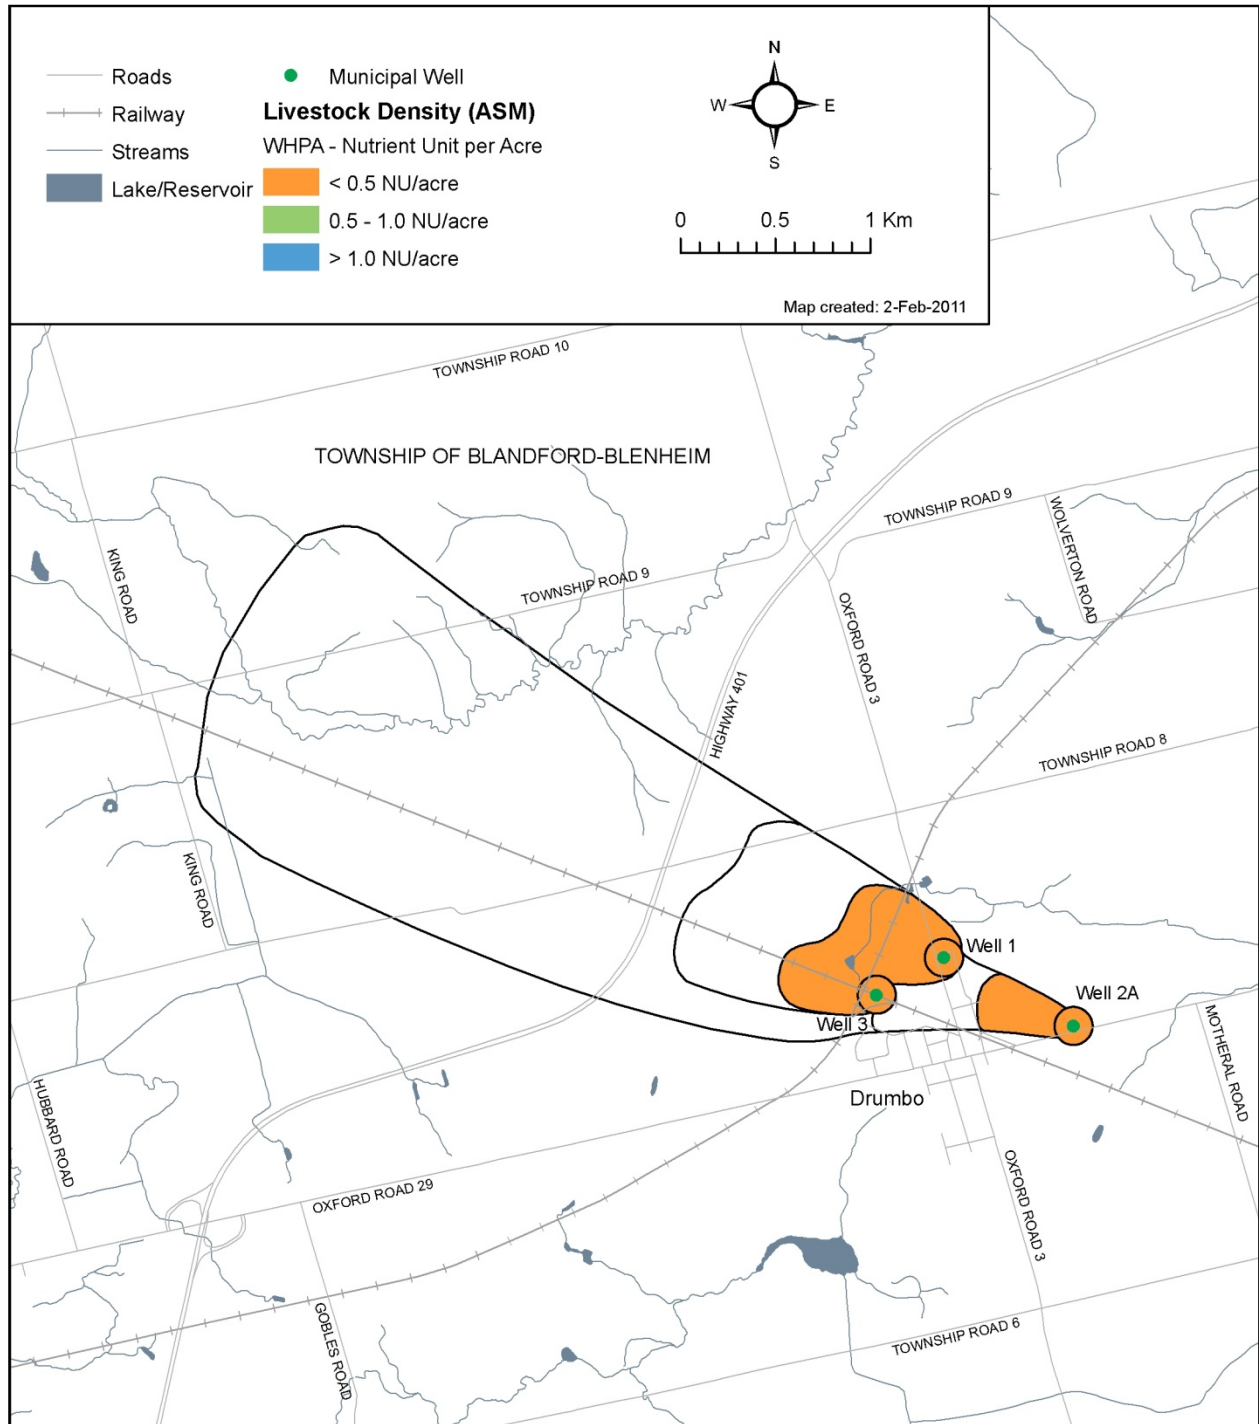 Roads
Railway
Streams
Lake/Reservoir
Municipal Well
Livestock Density (ASM)
WHPA - Nutrient Unit per Acre
< 0.5 NU/acre
0.5 - 1.0 NU/acre
> 1.0 NU/acre
N
W E
S
0 0.5 1 Km
Map created: 2-Feb-2011
TOWNSHIP ROAD 10
TOWNSHIP OF BLANDFORD-BLENHEIM
TOWNSHIP ROAD 9
WOLVERTON ROAD
KING ROAD
TOWNSHIP ROAD 9
OXFORD ROAD 3
HIGHWAY 401
TOWNSHIP ROAD 8
KING ROAD
Well 1
Well 2A
Well 3
MOTHERAL ROAD
HUBBARD ROAD
Drumbo
OXFORD ROAD 29
OXFORD ROAD 3
GOBLES ROAD
TOWNSHIP ROAD 6